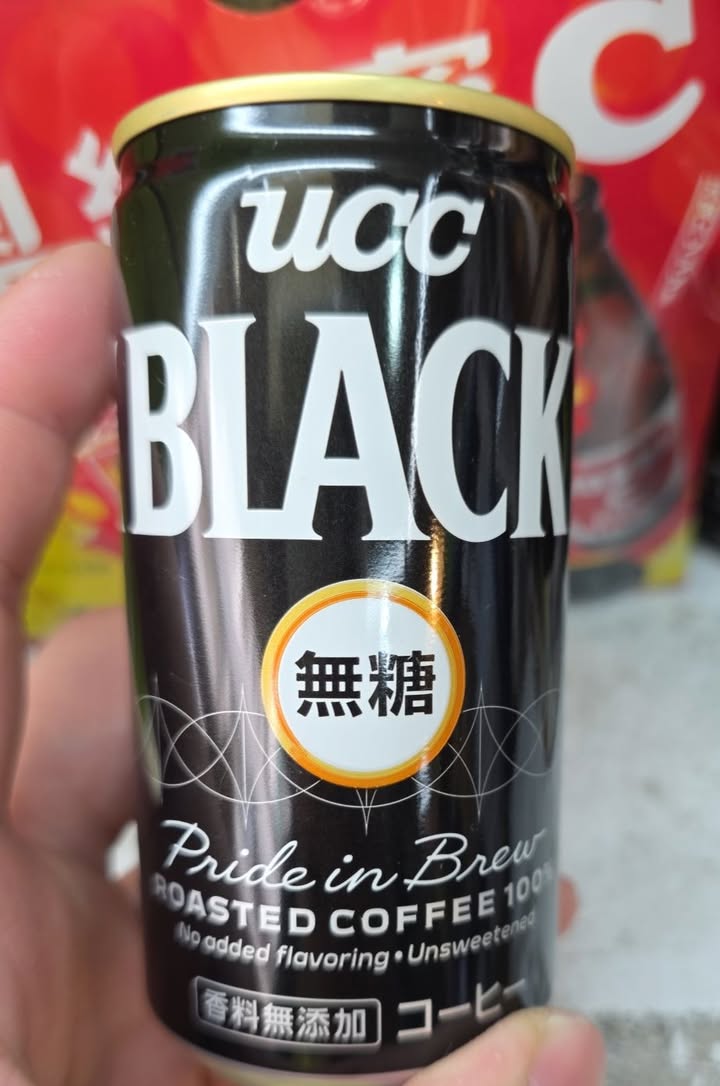 UCC
BLACK
無糖
Pride in Brew
ROASTED COFFEE 100%
No added flavoring • Unsweetened
香料無添加 コーヒー
C